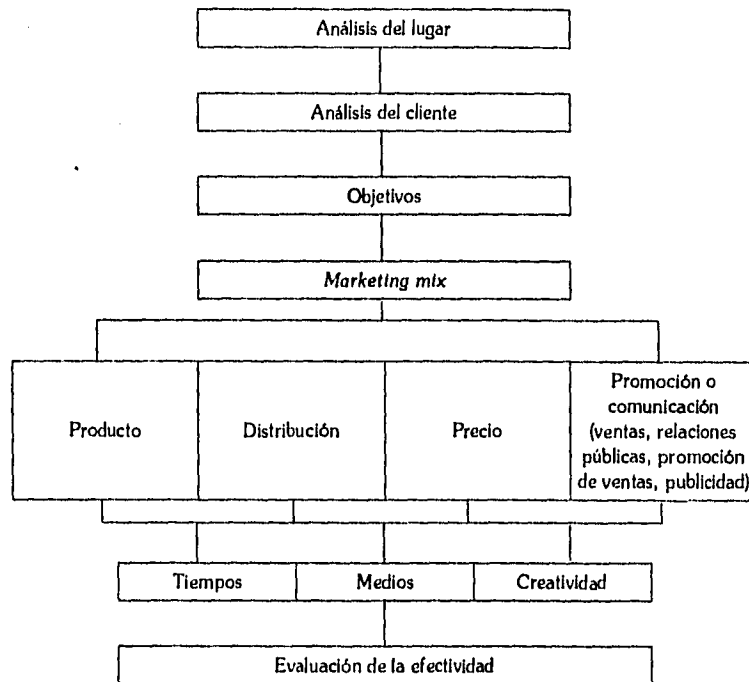 Análisis del lugar
Análisis del cliente
Objetivos
Marketing mix
Producto
Distribución
Precio
Promoción o
comunicación
(ventas, relaciones
públicas, promoción
de ventas, publicidad)
Tiempos
Medios
Creatividad
Evaluación de la efectividad